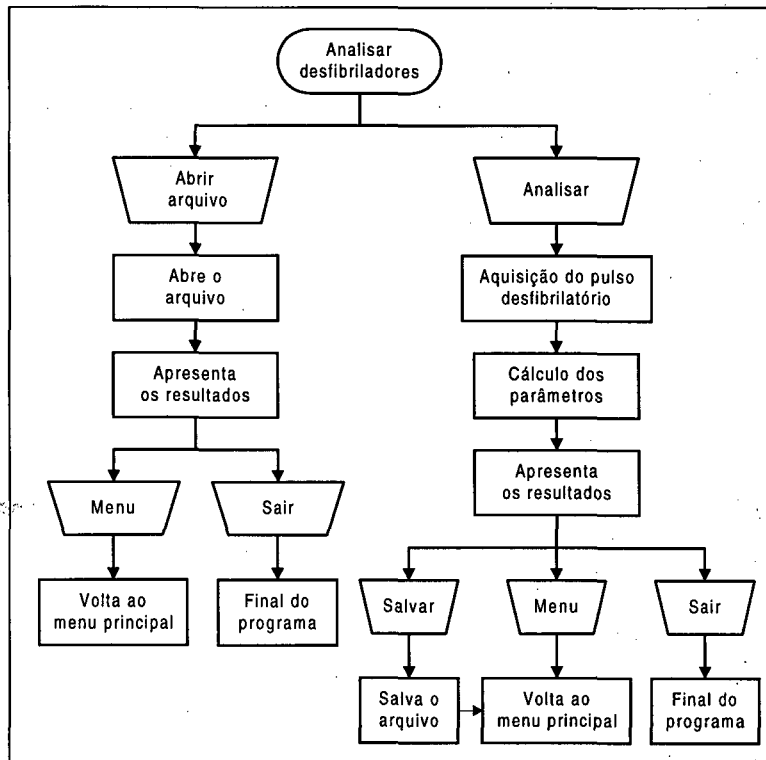 Analisar
desfibriladores
Abrir
arquivo
Analisar
Abre o
arquivo
Aquisição do pulso
desfibrilatório
Apresenta
os resultados
Cálculo dos
parâmetros
Apresenta
os resultados
Menu
Sair
Volta ao
menu principal
Final do
programa
Salvar
Menu
Sair
Salva o
arquivo
Volta ao
menu principal
Final do
programa